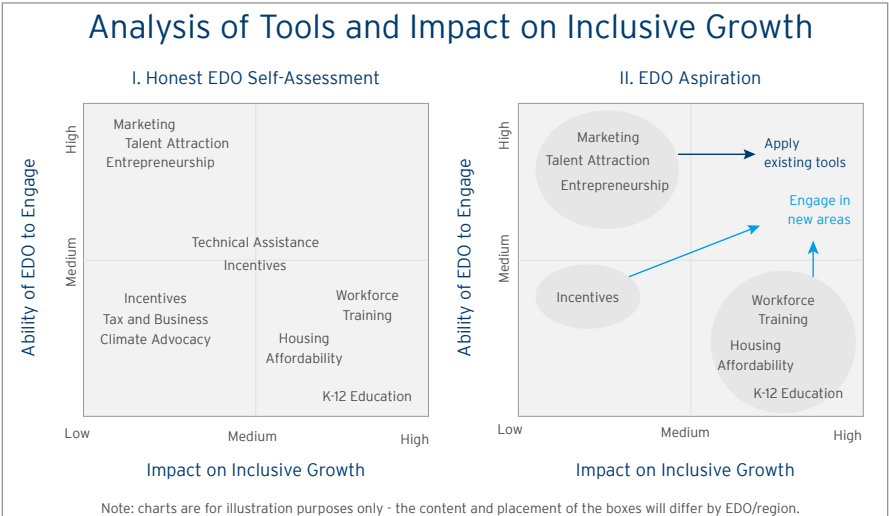 Analysis of Tools and Impact on Inclusive Growth
I. Honest EDO Self-Assessment
Ability of EDO to Engage
High
Medium
Marketing
Talent Attraction
Entrepreneurship
Technical Assistance
Incentives
Incentives
Tax and Business
Climate Advocacy
Workforce
Training
Housing
Affordability
K-12 Education
Low
Medium
High
Impact on Inclusive Growth
II. EDO Aspiration
Ability of EDO to Engage
High
Medium
Marketing
Talent Attraction
Entrepreneurship
Apply
existing tools
Engage in
new areas
Incentives
Workforce
Training
Housing
Affordability
K-12 Education
Low
Medium
High
Impact on Inclusive Growth
Note: charts are for illustration purposes only - the content and placement of the boxes will differ by EDO/region.